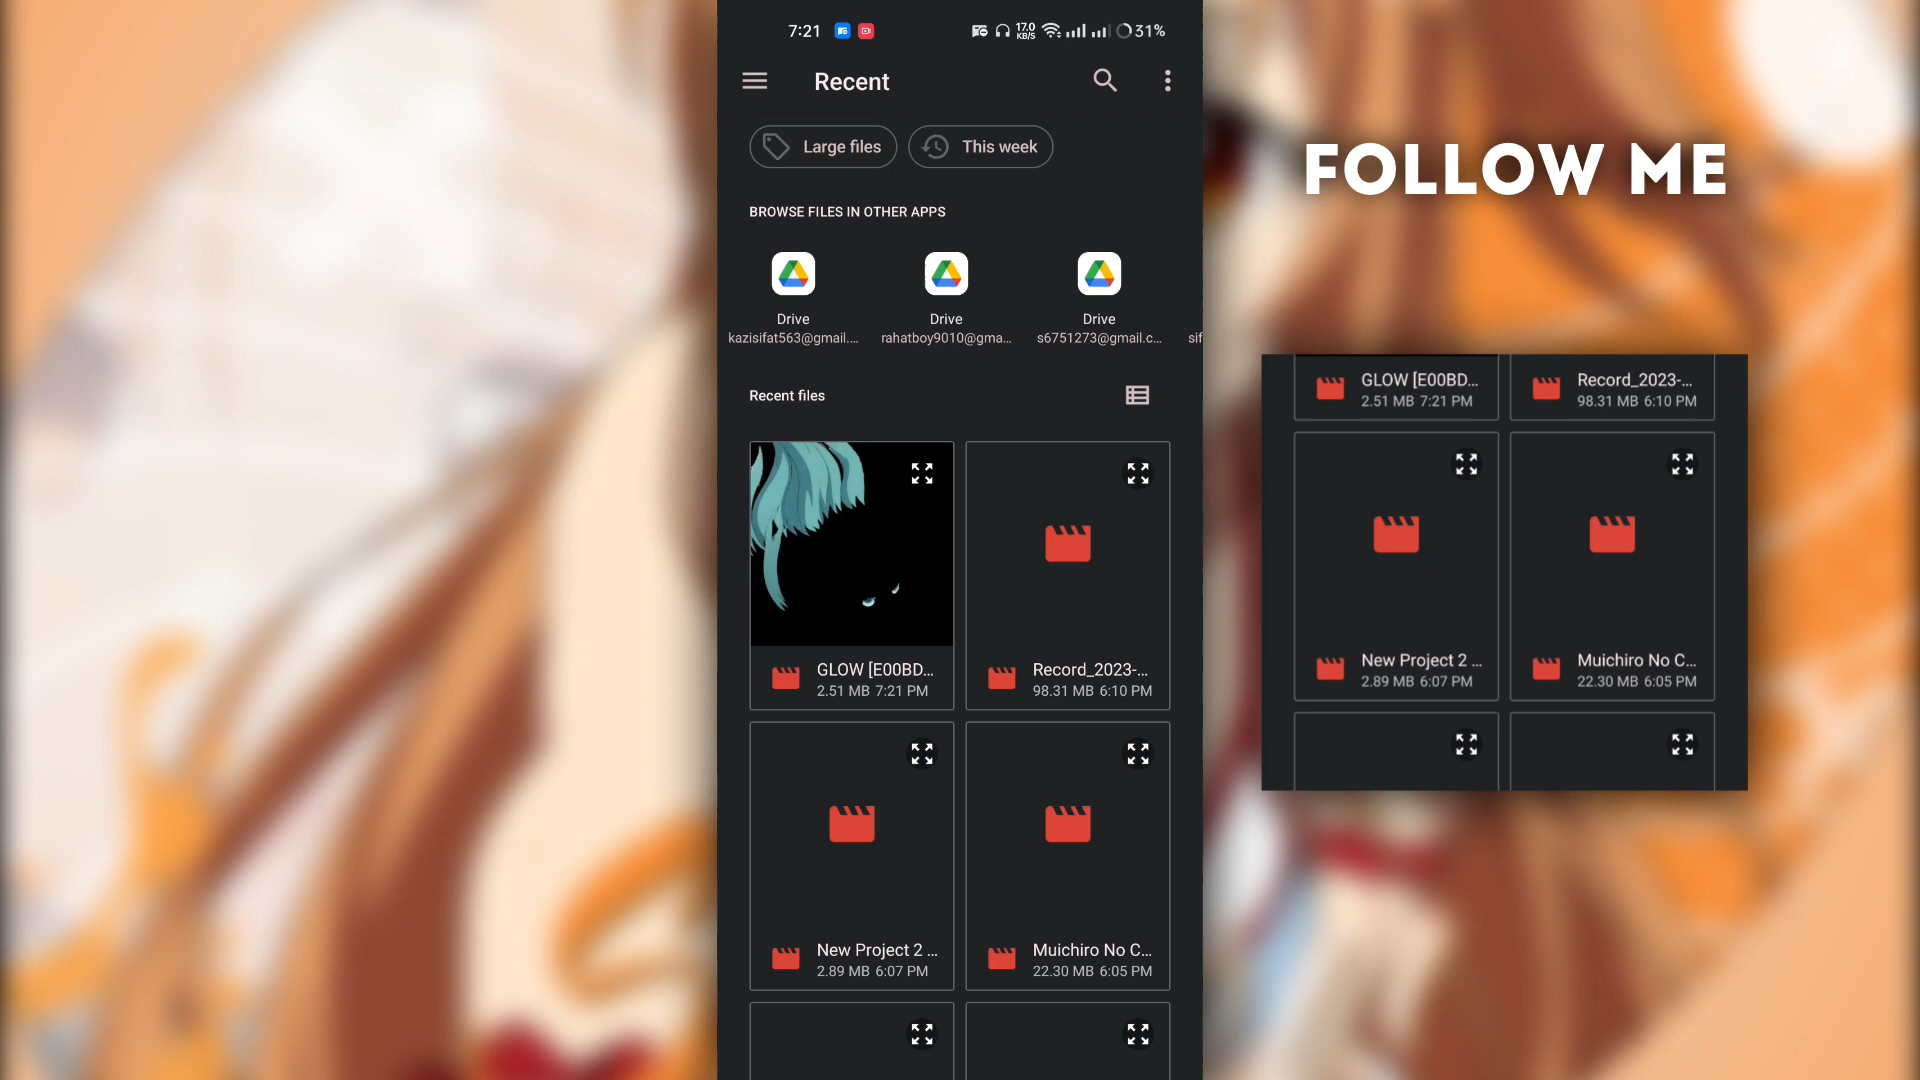 7:21
17.0
KB/S
31%
Recent
Large files
This week
BROWSE FILES IN OTHER APPS
Drive
kazisifat563@gmail....
Drive
rahatboy9010@gma...
Drive
s6751273@gmail.c...
sif
Recent files
GLOW [E00BD...
2.51 MB 7:21 PM
Record_2023-...
98.31 MB 6:10 PM
New Project 2 ...
2.89 MB 6:07 PM
Muichiro No C...
22.30 MB 6:05 PM
FOLLOW ME
GLOW [E00BD...
2.51 MB 7:21 PM
Record_2023-...
98.31 MB 6:10 PM
New Project 2 ...
2.89 MB 6:07 PM
Muichiro No C...
22.30 MB 6:05 PM